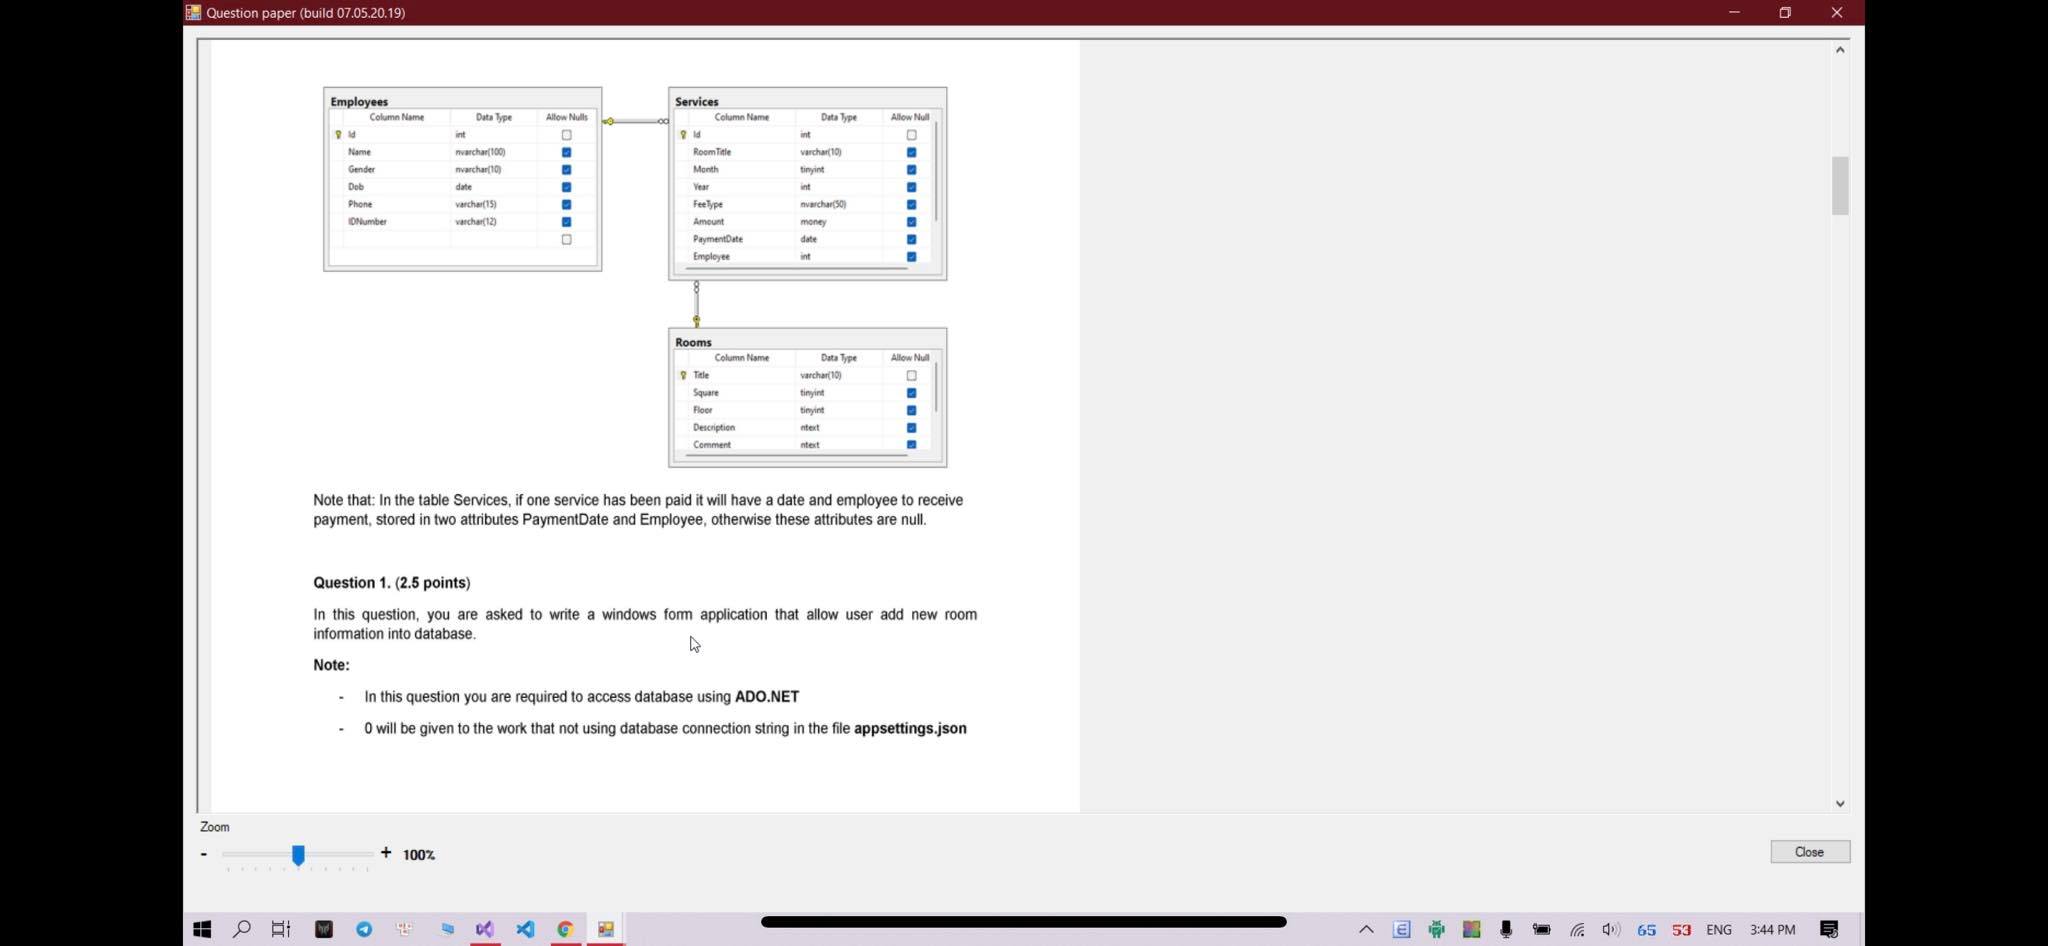 Question paper (build 07.05.20.19)
Employees
Column Name Data Type Allow Nulls
Id int
Name nvarchar(100)
Gender nvarchar(10)
Dob date
Phone varchar(15)
IDNumber varchar(12)
Services
Column Name Data Type Allow Null
Id int
RoomTitle varchar(10)
Month tinyint
Year int
FeeType nvarchar(50)
Amount money
PaymentDate date
Employee int
Rooms
Column Name Data Type Allow Null
Title varchar(10)
Square tinyint
Floor tinyint
Description ntext
Comment ntext
Note that: In the table Services, if one service has been paid it will have a date and employee to receive
payment, stored in two attributes PaymentDate and Employee, otherwise these attributes are null.
Question 1. (2.5 points)
In this question, you are asked to write a windows form application that allow user add new room
information into database.
Note:
- In this question you are required to access database using ADO.NET
- 0 will be given to the work that not using database connection string in the file appsettings.json
Zoom
- + 100%
Close
65 53 ENG 3:44 PM